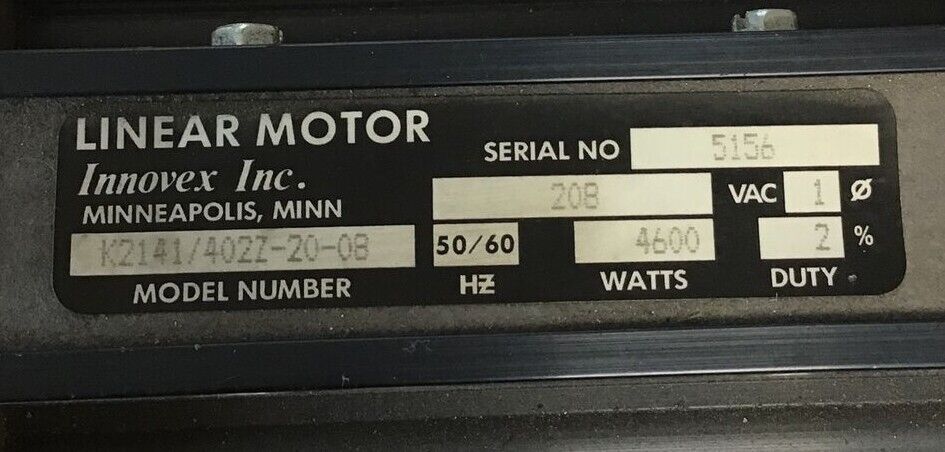 LINEAR MOTOR
Innovex Inc.
MINNEAPOLIS, MINN
K2141/402Z-20-08
MODEL NUMBER
SERIAL NO 5156
208 VAC 1 Ø
50/60 4600 2 %
HZ WATTS DUTY